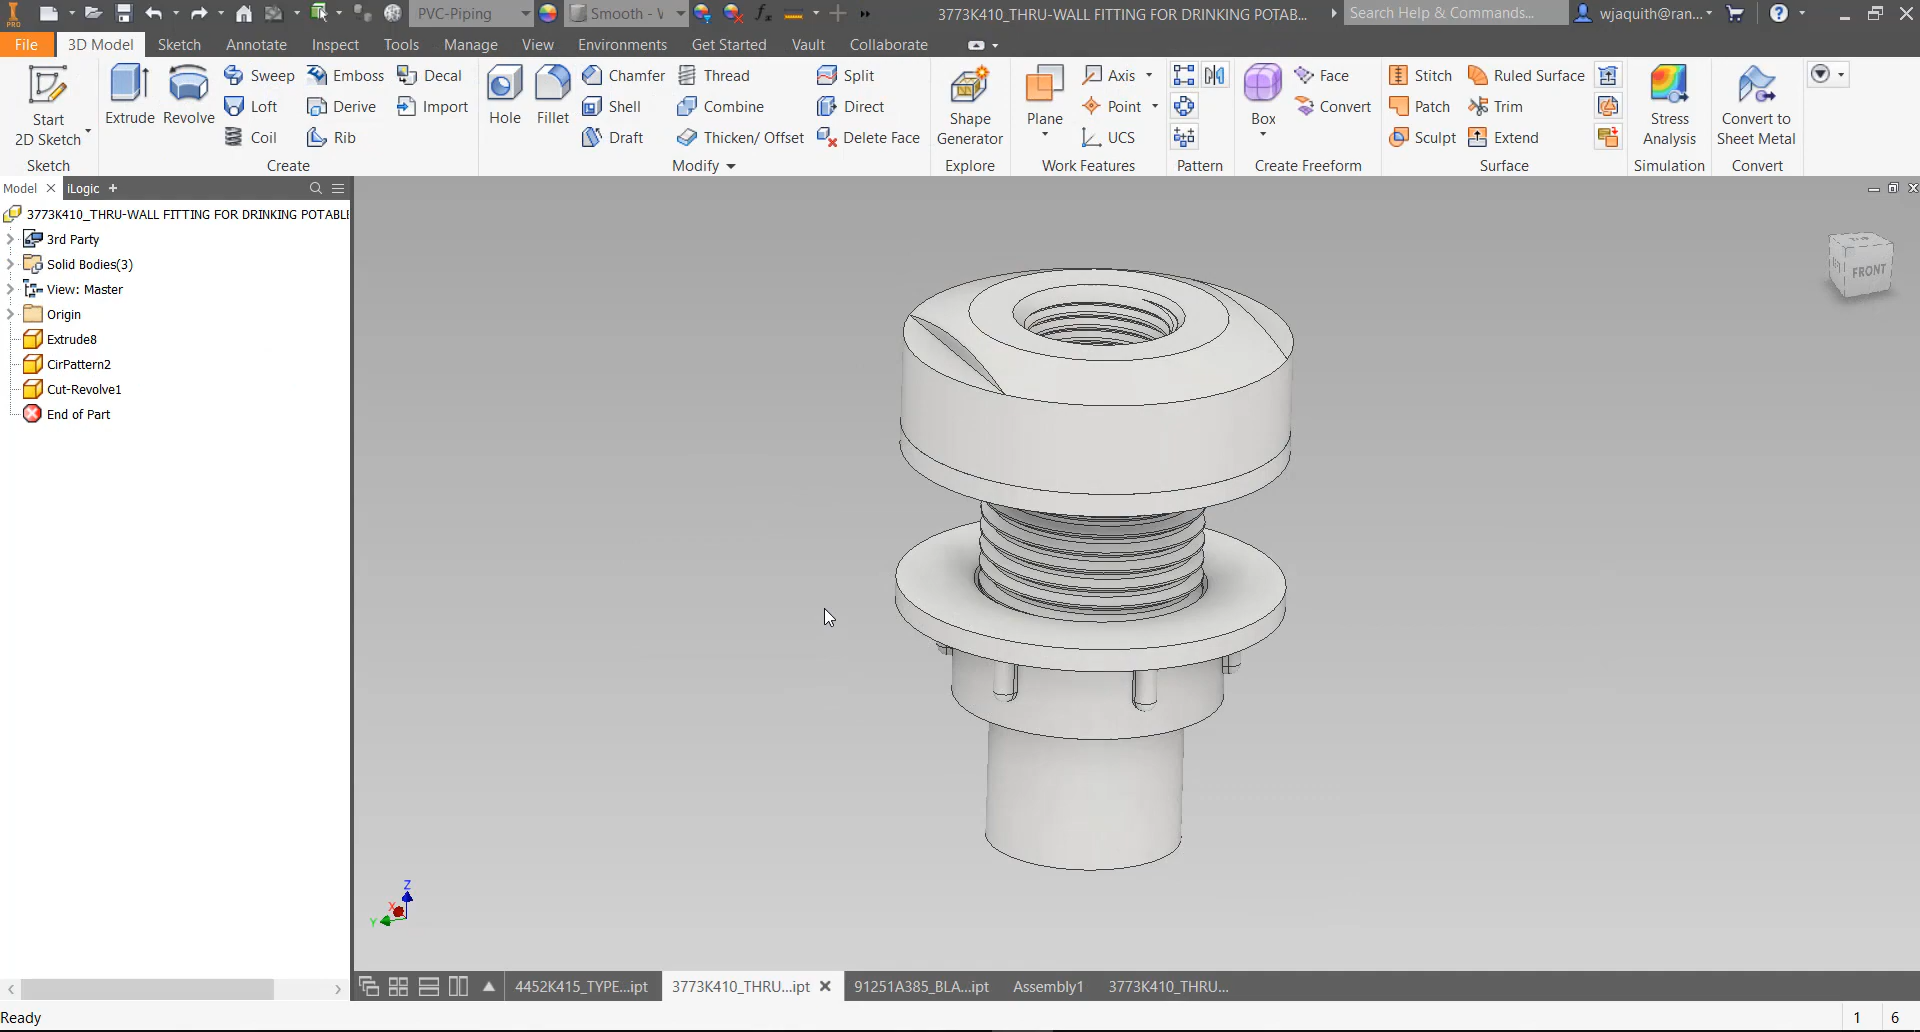 PRO PVC-Piping Smooth - fx 3773K410_THRU-WALL FITTING FOR DRINKING POTAB... Search Help & Commands... wjaquith@ran...
File 3D Model Sketch Annotate Inspect Tools Manage View Environments Get Started Vault Collaborate
Start
2D Sketch
Sketch
Extrude Revolve
Sweep Emboss Decal
Loft Derive Import
Coil Rib
Create
Hole Fillet
Chamfer Thread Split
Shell Combine Direct
Draft Thicken/ Offset Delete Face
Modify
Shape
Generator
Explore
Plane
Axis
Point
UCS
Work Features
Pattern
Box
Face
Convert
Create Freeform
Stitch Ruled Surface
Patch Trim
Sculpt Extend
Surface
Stress
Analysis
Simulation
Convert to
Sheet Metal
Convert
Model iLogic
3773K410_THRU-WALL FITTING FOR DRINKING POTABLE
3rd Party
Solid Bodies(3)
View: Master
Origin
Extrude8
CirPattern2
Cut-Revolve1
End of Part
FRONT
Z
X
Y
4452K415_TYPE...ipt 3773K410_THRU...ipt 91251A385_BLA...ipt Assembly1 3773K410_THRU...
Ready 1 6